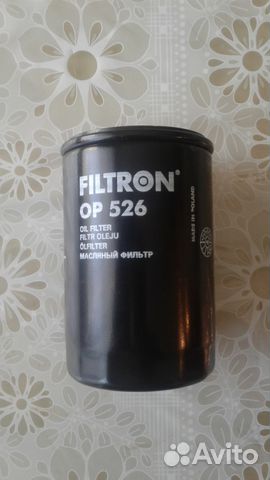 FILTRON®
OP 526
OIL FILTER
FILTR OLEJU
ÖLFILTER
МАСЛЯНЫЙ ФИЛЬТР
MADE IN POLAND
Avito